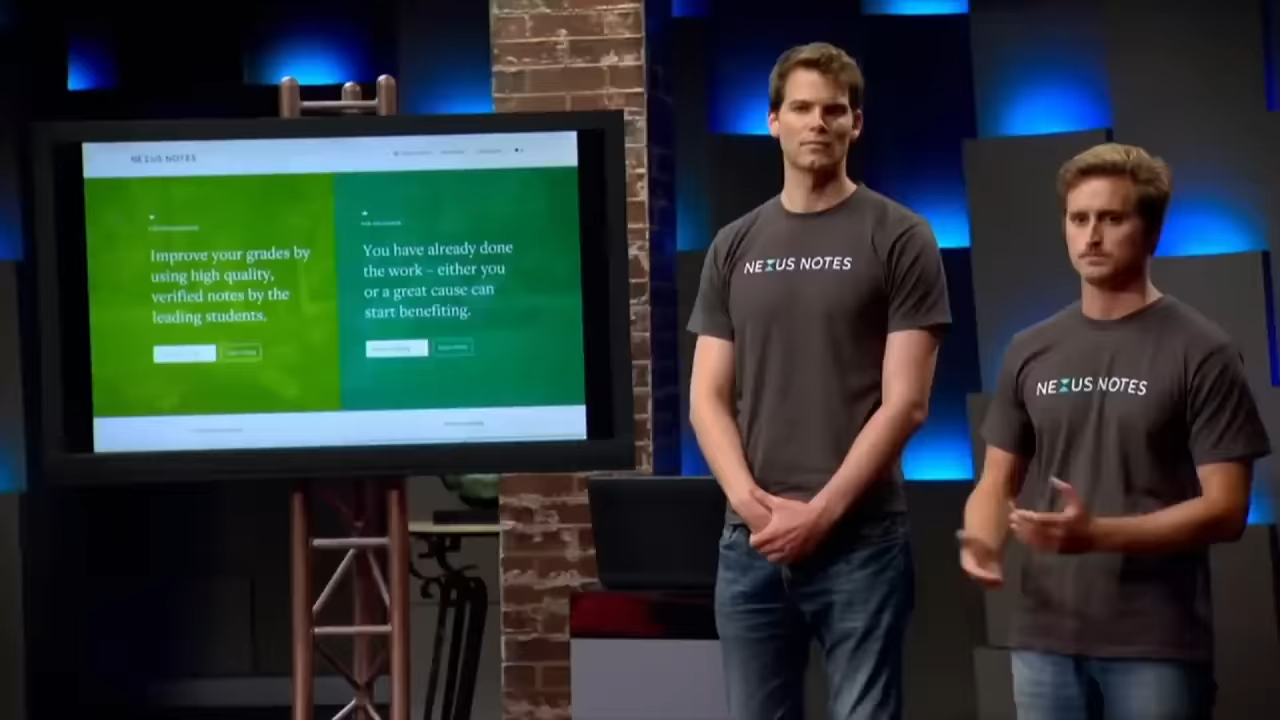 NEXUS NOTES
Improve your grades by
using high quality,
verified notes by the
leading students.
You have already done
the work – either you
or a great cause can
start benefiting.
NEXUS NOTES
NEXUS NOTES